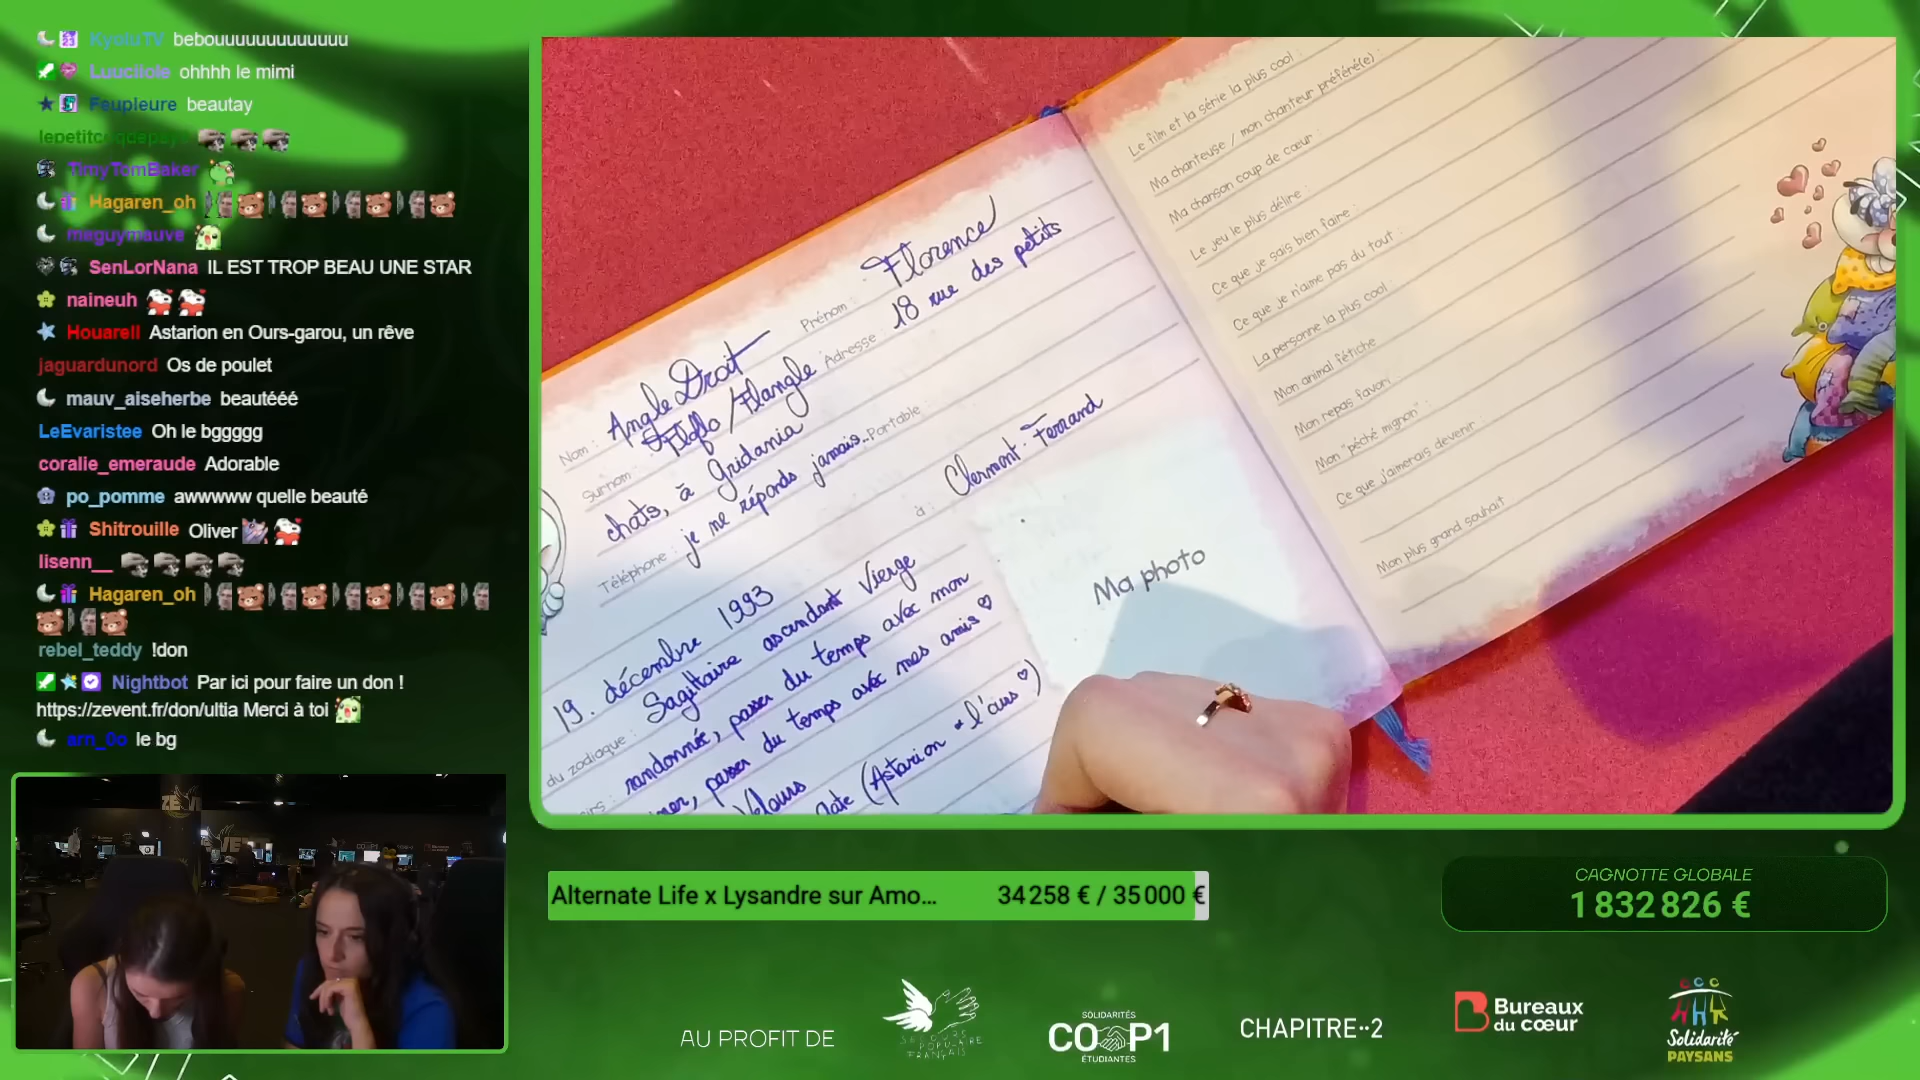 KyoluTV bebouuuuuuuuuuuuu
Luuciiole ohhhh le mimi
Feupleure beautay
TimyTomBaker
Hagaren_oh
meguymauve
SenLorNana IL EST TROP BEAU UNE STAR
naineuh
Houarell Astarion en Ours-garou, un rêve
jaguardunord Os de poulet
mauv_aiseherbe beautééé
LeEvaristee Oh le bggggg
coralie_emeraude Adorable
po_pomme awwwww quelle beauté
Shitrouille Oliver
lisenn__
Hagaren_oh
rebel_teddy !don
Nightbot Par ici pour faire un don !
https://zevent.fr/don/ultia Merci à toi
arn_0o le bg
Nom : Angle Droit
Prénom : Florence
Surnom : Floflo / Flangle
Adresse : 18 rue des petits
chats, à Gridania
Téléphone : je ne réponds jamais..
Portable :
19. décembre 1993
à : Clermont-Ferrand
du zodiaque : Sagittaire ascendant Vierge
randonnée, passer du temps avec mon
passer du temps avec mes amis ♡
Velours
Gate (Astarion + l'ours ♡)
Ma photo
Le film et la série la plus cool :
Ma chanteuse / mon chanteur préféré(e) :
Ma chanson coup de cœur :
Le jeu le plus délire :
Ce que je sais bien faire :
Ce que je n'aime pas du tout :
La personne la plus cool
Mon animal fétiche
Mon repas favori
Mon "péché mignon" :
Ce que j'aimerais devenir :
Mon plus grand souhait
Alternate Life x Lysandre sur Amo... 34 258 € / 35 000 €
CAGNOTTE GLOBALE
1 832 826 €
AU PROFIT DE
SECOURS
POPULAIRE
FRANÇAIS
SOLIDARITÉS
COP1
ÉTUDIANTES
CHAPITRE··2
Bureaux
du cœur
Solidarité
PAYSANS